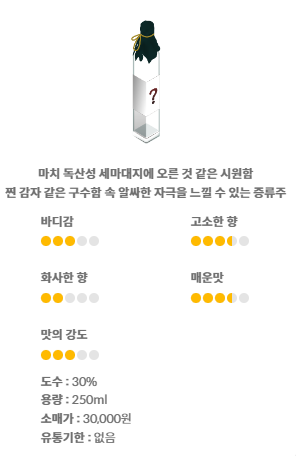 ?
마치 독산성 세마대지에 오른 것 같은 시원함
찐 감자 같은 구수함 속 알싸한 자극을 느낄 수 있는 증류주
바디감 고소한 향
화사한 향 매운맛
맛의 강도
도수 : 30%
용량 : 250ml
소매가 : 30,000원
유통기한 : 없음